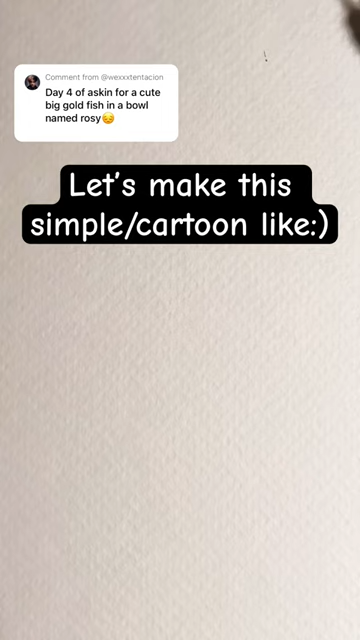 Comment from @wexxxtentacion
Day 4 of askin for a cute
big gold fish in a bowl
named rosy😔
Let's make this
simple/cartoon like:)